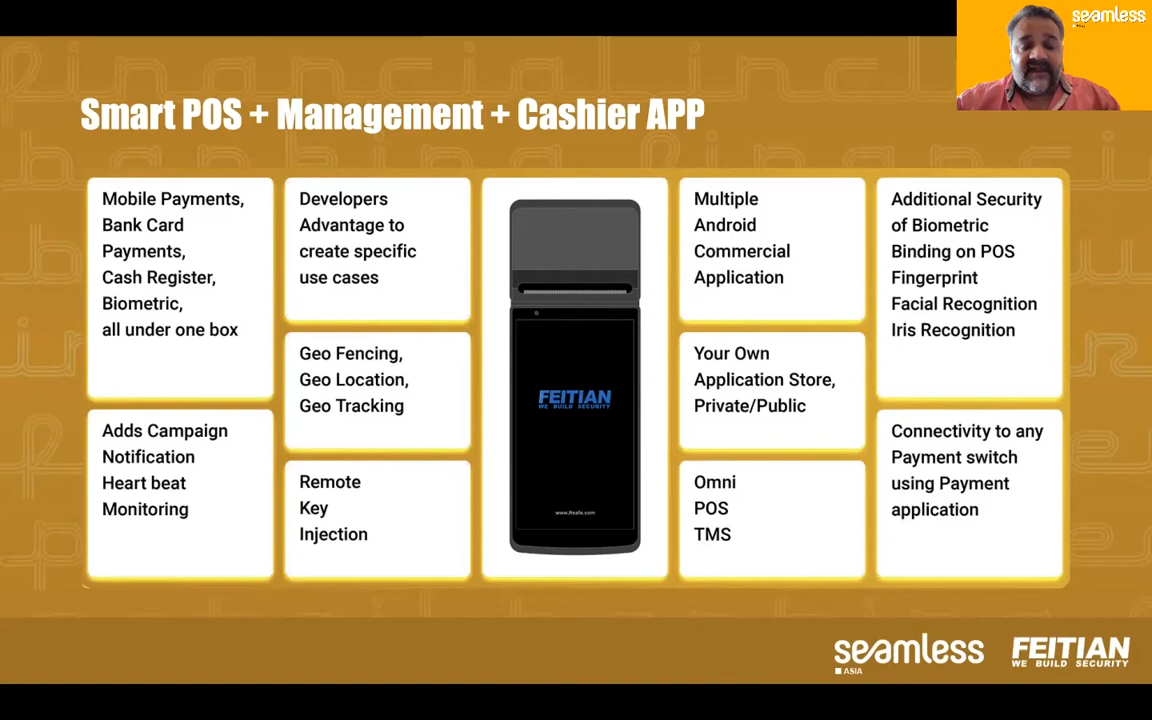 seamless
Smart POS + Management + Cashier APP
Mobile Payments,
Bank Card
Payments,
Cash Register,
Biometric,
all under one box
Adds Campaign
Notification
Heart beat
Monitoring
Developers
Advantage to
create specific
use cases
Geo Fencing,
Geo Location,
Geo Tracking
Remote
Key
Injection
FEITIAN
WE BUILD SECURITY
www.ftsafe.com
Multiple
Android
Commercial
Application
Your Own
Application Store,
Private/Public
Omni
POS
TMS
Additional Security
of Biometric
Binding on POS
Fingerprint
Facial Recognition
Iris Recognition
Connectivity to any
Payment switch
using Payment
application
seamless
ASIA
FEITIAN
WE BUILD SECURITY